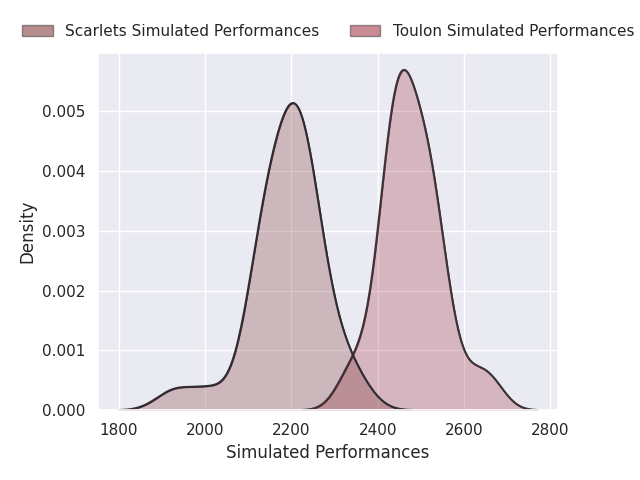 Scarlets Simulated Performances Toulon Simulated Performances
0.005
0.004
0.003
0.002
0.001
0.000
Density
1800 2000 2200 2400 2600 2800
Simulated Performances